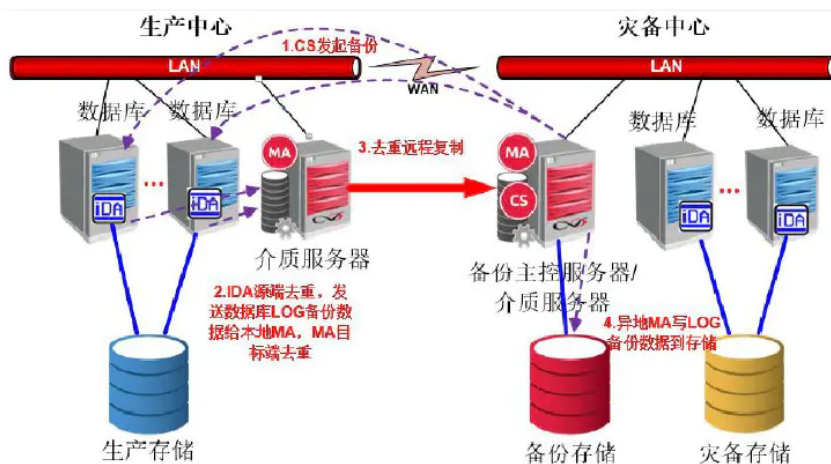 生产中心
灾备中心
1.CS发起备份
LAN
LAN
WAN
数据库
数据库
数据库
数据库
MA
3.去重远程复制
MA
CS
iDA
iDA
iDA
iDA
介质服务器
备份主控服务器/
介质服务器
2.IDA源端去重，发
送数据库LOG备份数
据给本地MA，MA目
标端去重
4.异地MA写LOG
备份数据到存储
生产存储
备份存储
灾备存储